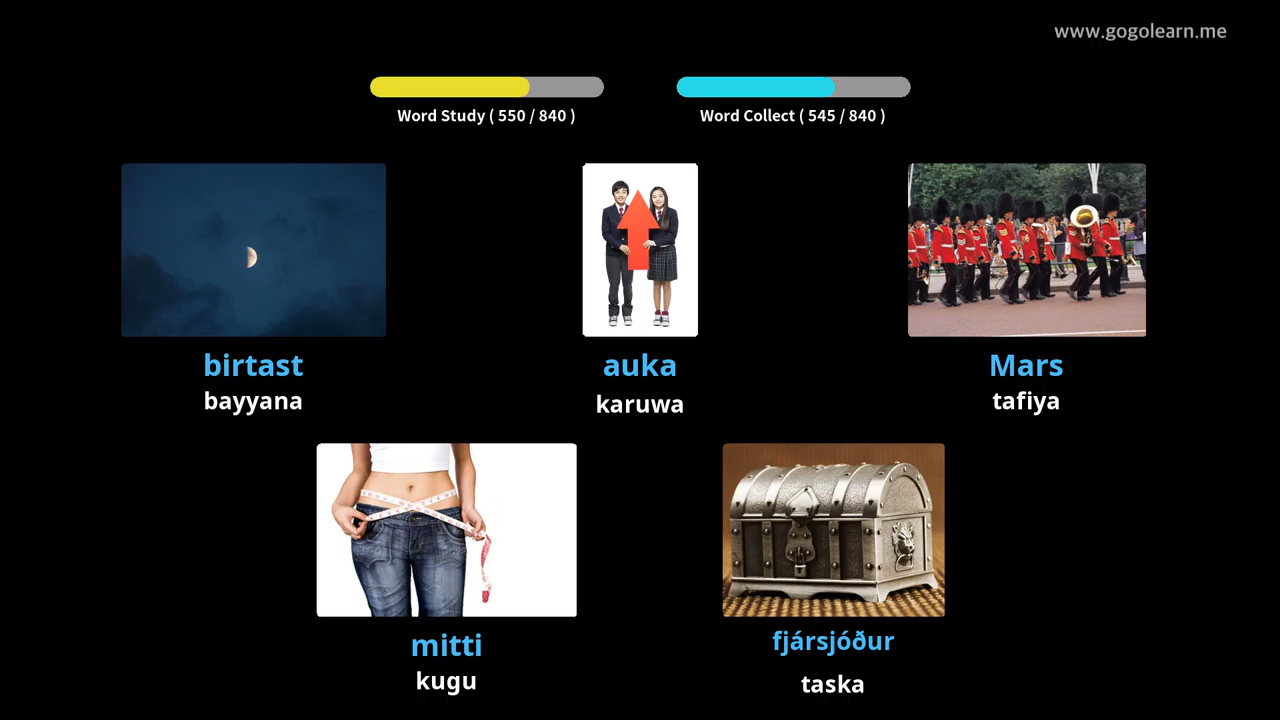 www.gogolearn.me
Word Study ( 550 / 840 )
Word Collect ( 545 / 840 )
birtast
bayyana
auka
karuwa
Mars
tafiya
mitti
kugu
fjársjóður
taska